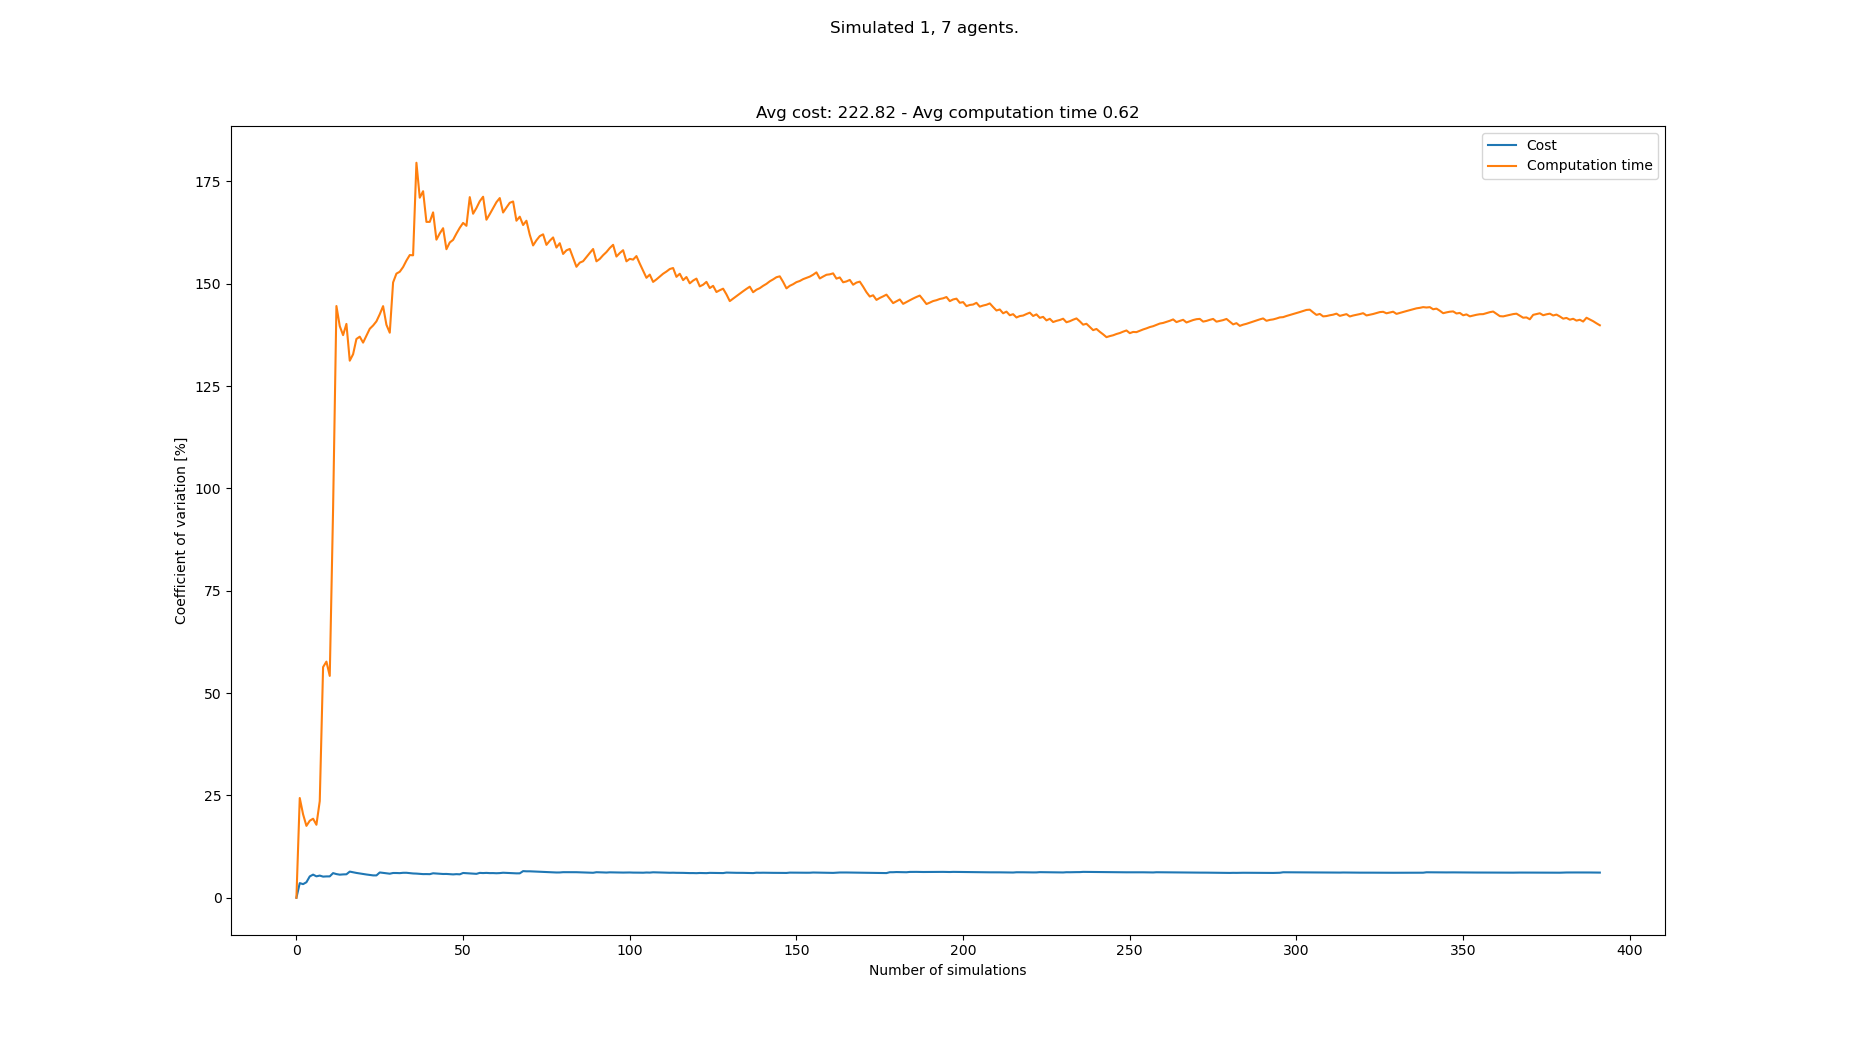 Simulated 1, 7 agents.
Avg cost: 222.82 - Avg computation time 0.62
Cost
Computation time
175
150
125
100
75
50
25
0
Coefficient of variation [%]
0 50 100 150 200 250 300 350 400
Number of simulations